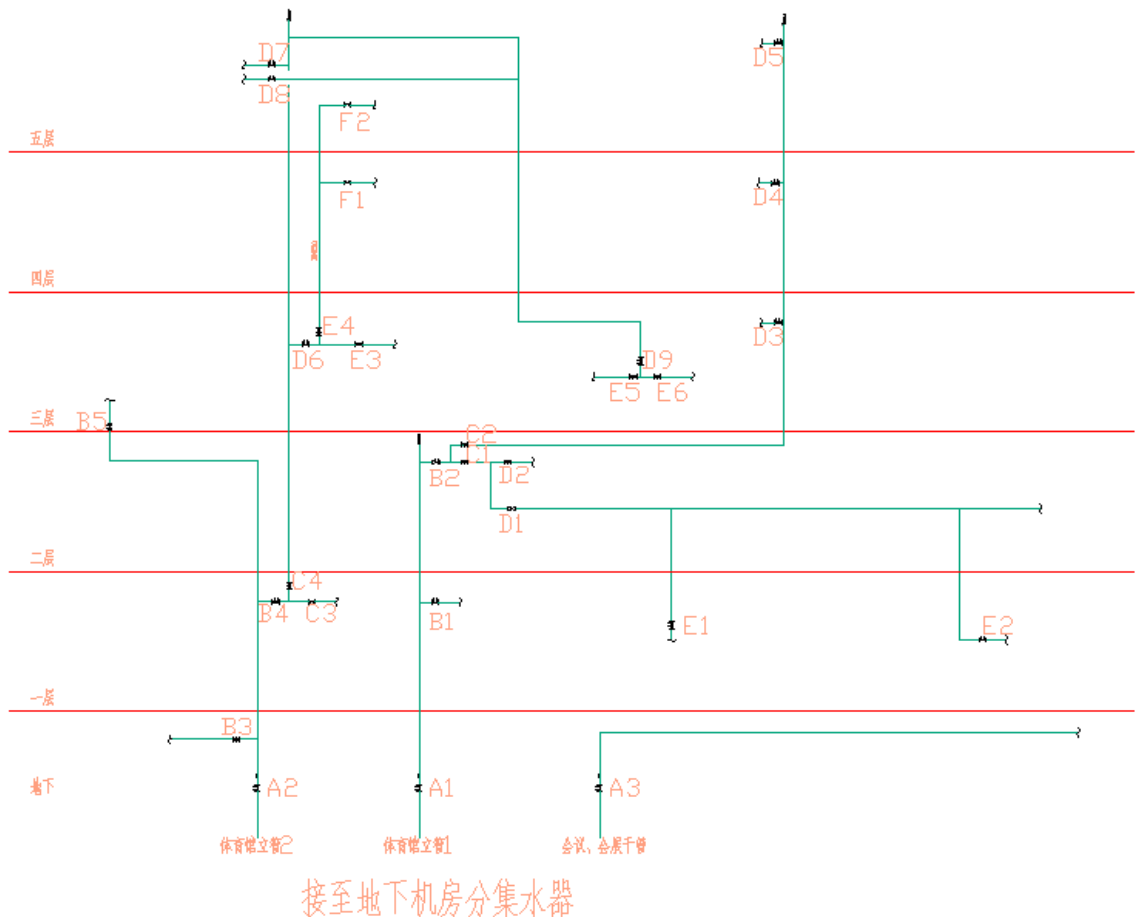 D7
D5
D8
F2
五层
D4
F1
四层
E4
D3
D6 E3
D9
E5 E6
B5
三层
C2
C1
B2 D2
D1
二层
C4
B4 C3
B1
E1 E2
一层
B3
地下
A2 A1 A3
体育馆立管2 体育馆立管1 会议、会展干管
接至地下机房分集水器